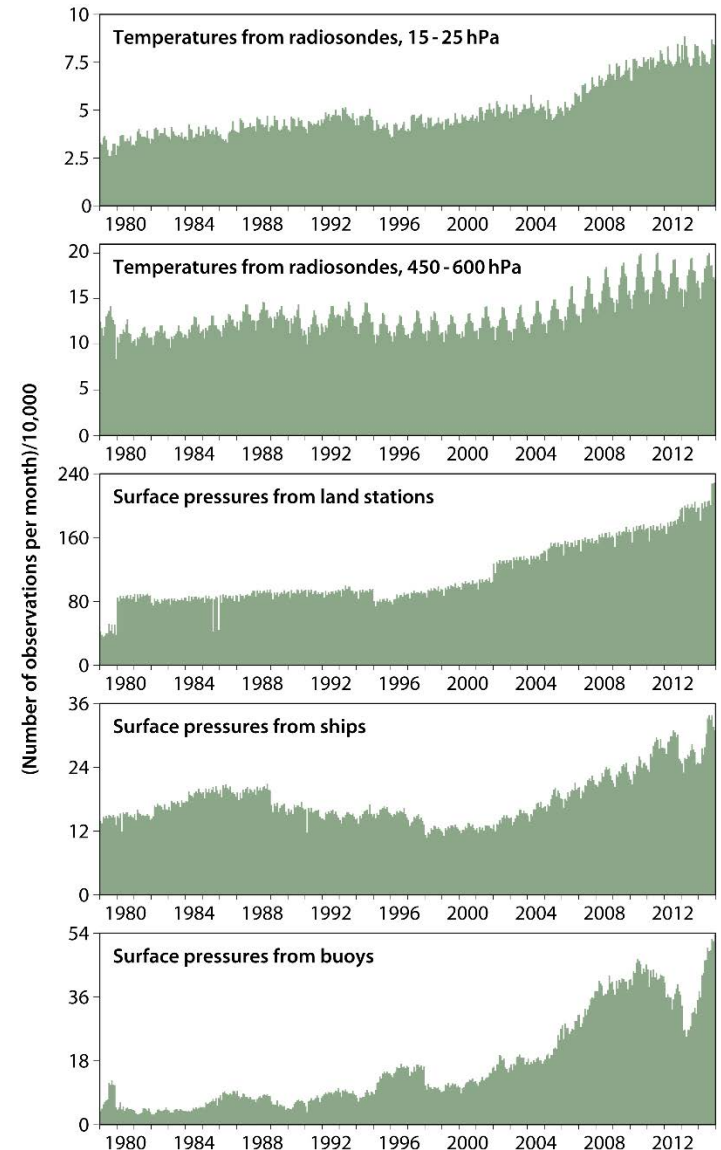 10
Temperatures from radiosondes, 15 - 25 hPa
7.5
5
2.5
0
1980 1984 1988 1992 1996 2000 2004 2008 2012
20
Temperatures from radiosondes, 450 - 600 hPa
15
10
5
0
1980 1984 1988 1992 1996 2000 2004 2008 2012
(Number of observations per month)/10,000
240
Surface pressures from land stations
160
80
0
1980 1984 1988 1992 1996 2000 2004 2008 2012
36
Surface pressures from ships
24
12
0
1980 1984 1988 1992 1996 2000 2004 2008 2012
54
Surface pressures from buoys
36
18
0
1980 1984 1988 1992 1996 2000 2004 2008 2012